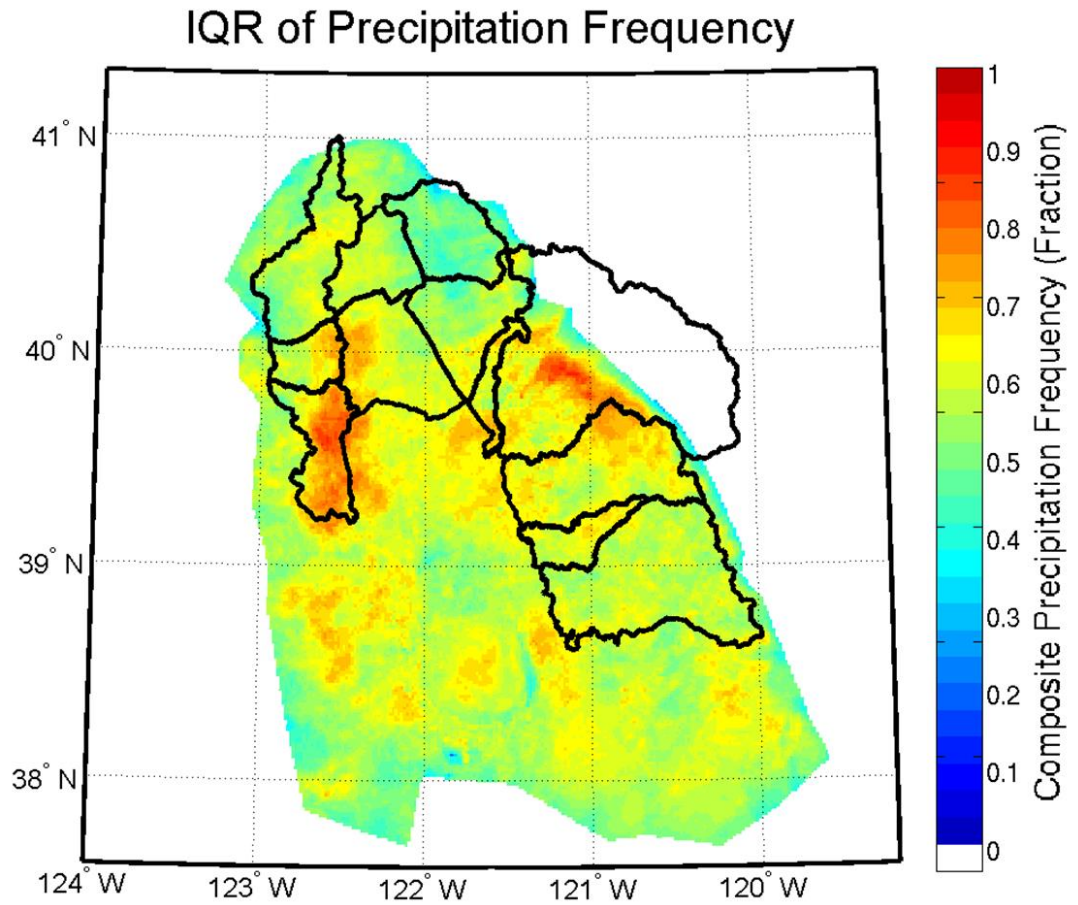 IQR of Precipitation Frequency
41° N
40° N
39° N
38° N
124° W
123° W
122° W
121° W
120° W
1
0.9
0.8
0.7
0.6
0.5
0.4
0.3
0.2
0.1
0
Composite Precipitation Frequency (Fraction)